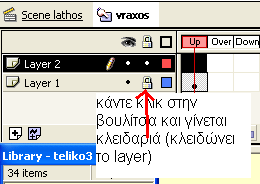 Scene lathos vraxos
Up Over Down
Layer 2
Layer 1
κάντε κλικ στην
βουλίτσα και γίνεται
κλειδαριά (κλειδώνει
το layer)
Library - teliko3
34 items